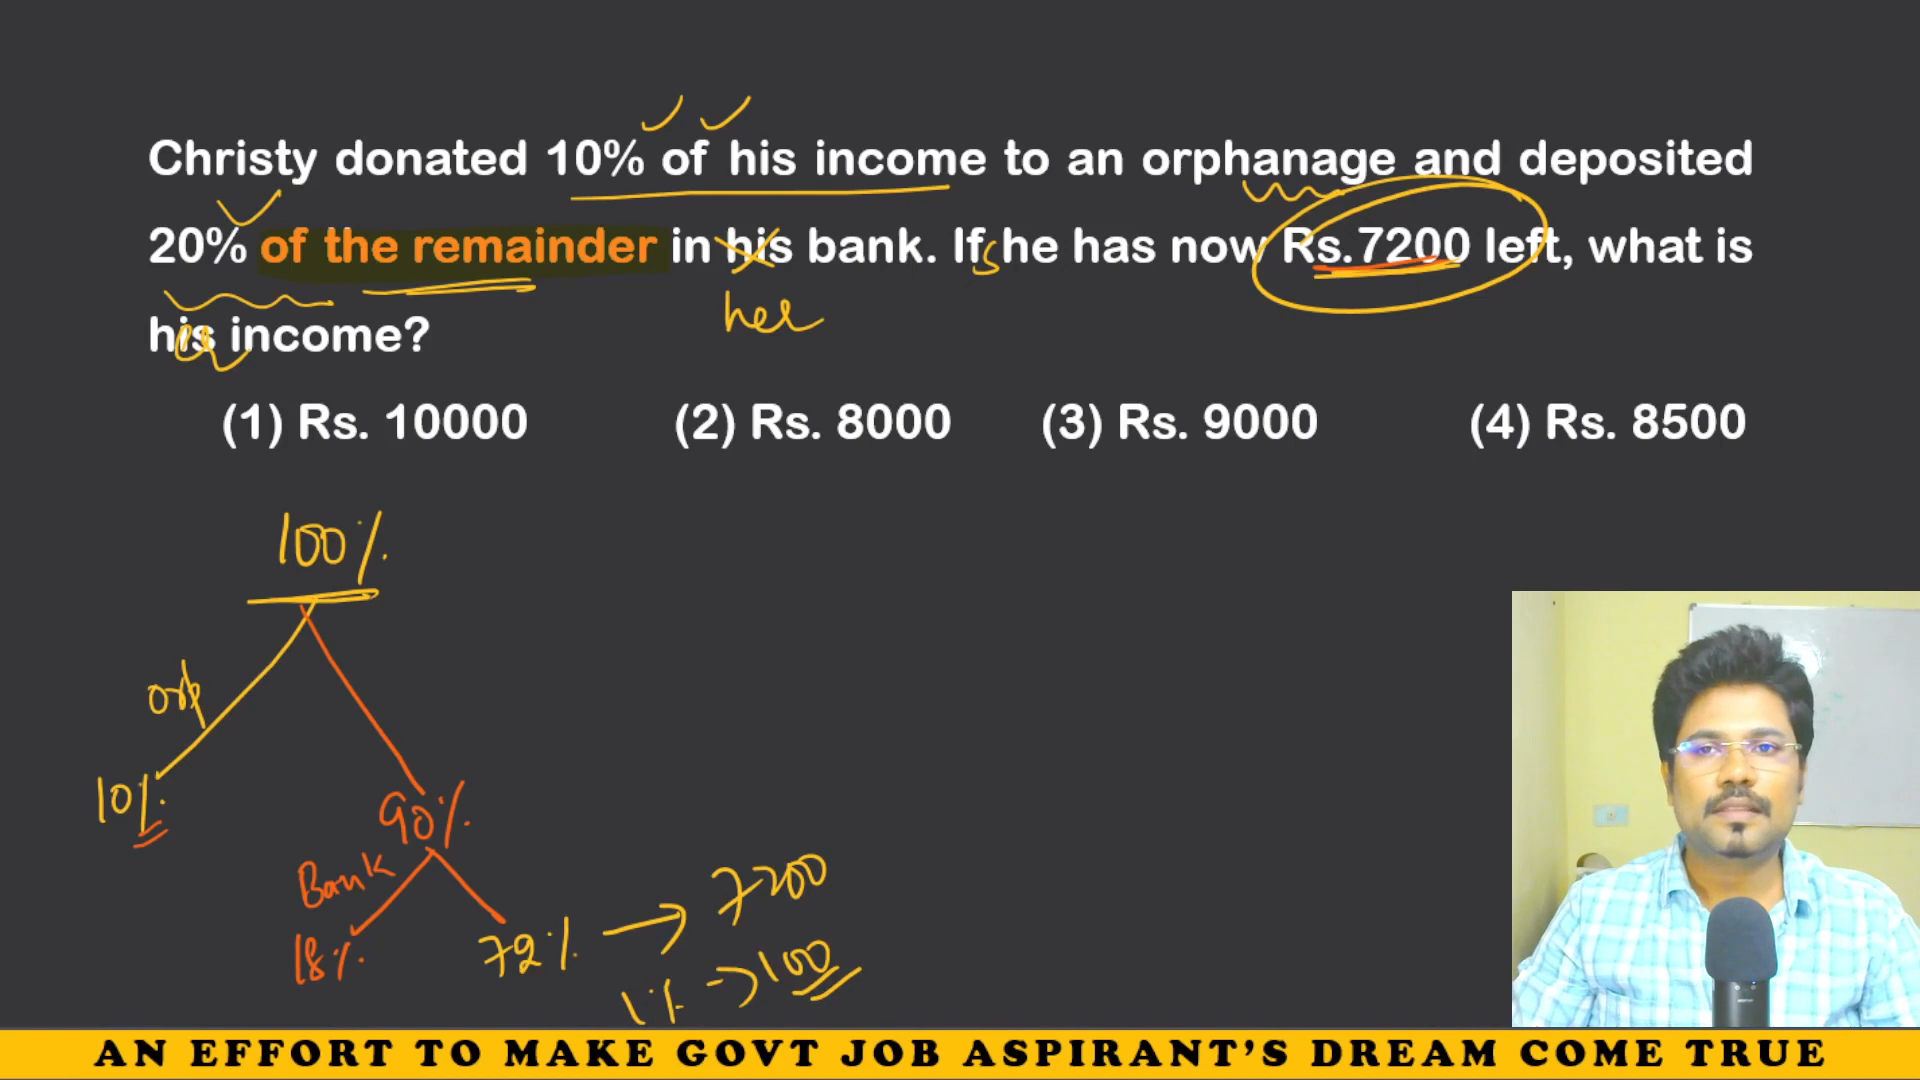 Christy donated 10% of his income to an orphanage and deposited
20% of the remainder in his bank. If she has now Rs.7200 left, what is
her
his income?
(1) Rs. 10000 (2) Rs. 8000 (3) Rs. 9000 (4) Rs. 8500
100%
orp
10%
90%
Bank
18%
72% → 7200
1% → 100
AN EFFORT TO MAKE GOVT JOB ASPIRANT'S DREAM COME TRUE